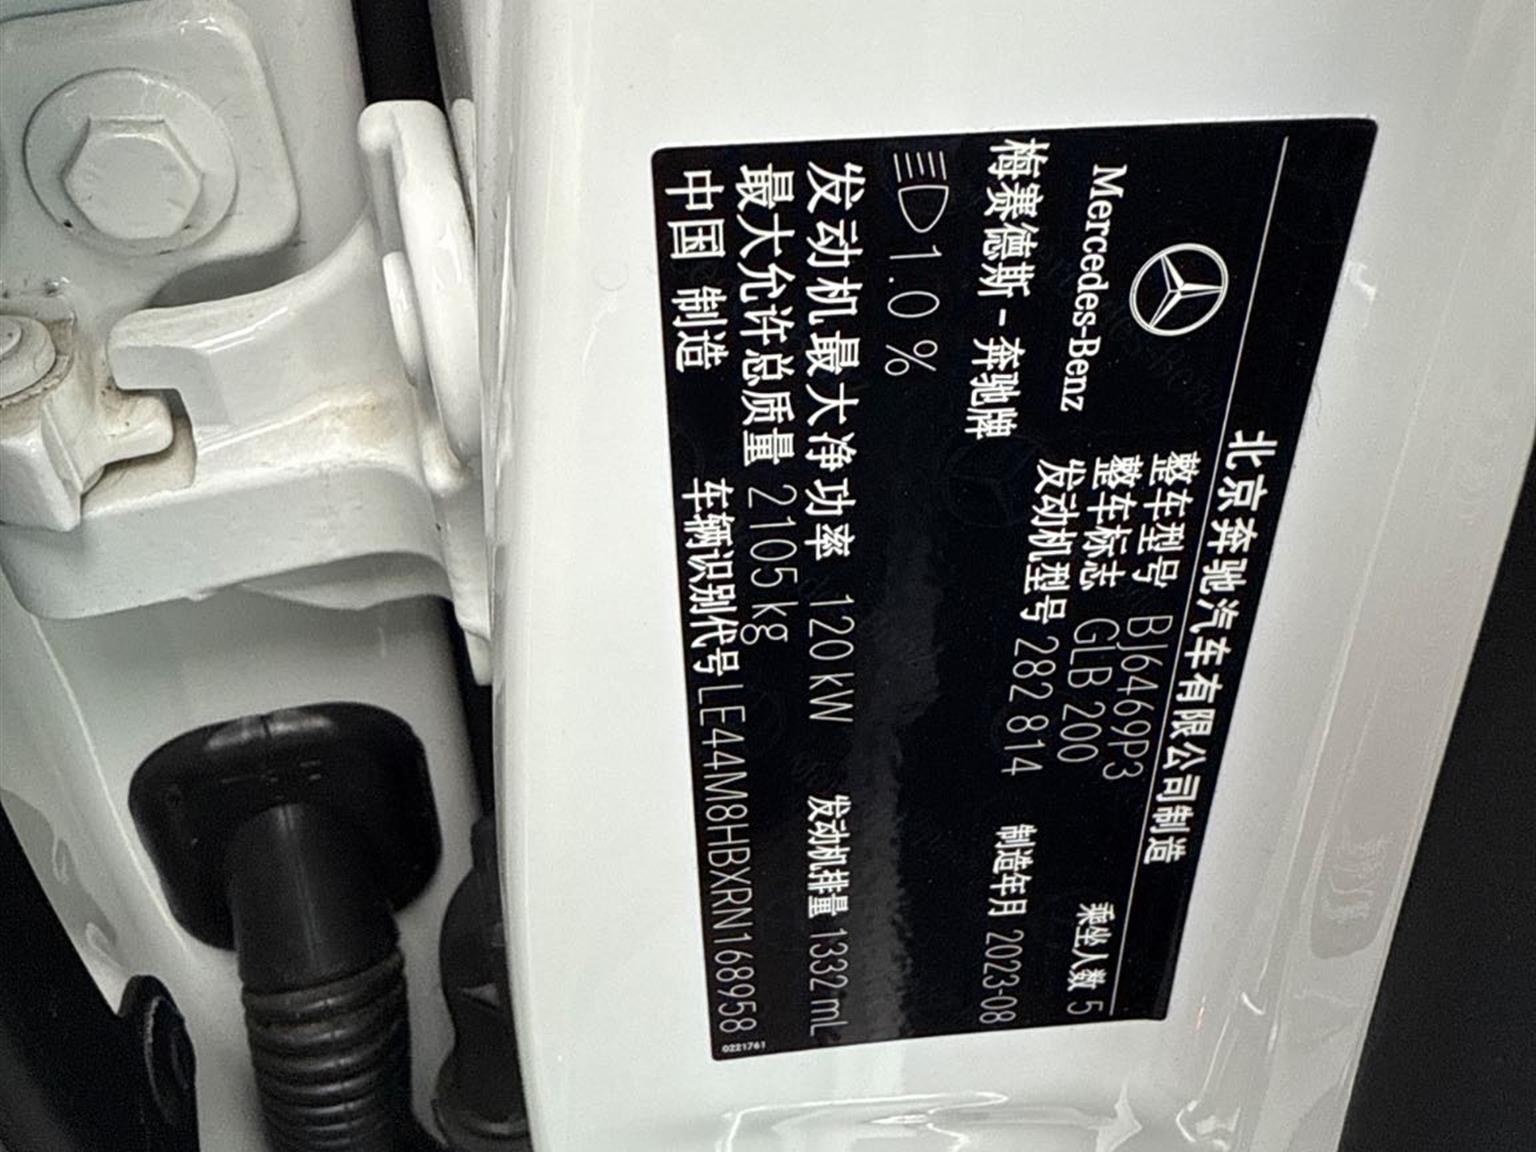 北京奔驰汽车有限公司制造
Mercedes-Benz
整车型号 BJ6469P3
乘坐人数 5
整车标志 GLB 200
梅赛德斯-奔驰牌
发动机型号 282 814
制造年月 2023-08
1.0 %
发动机最大净功率 120 kW
发动机排量 1332 mL
最大允许总质量 2105 kg
中国 制造
车辆识别代号 LE44M8HBXRN168958
0221761